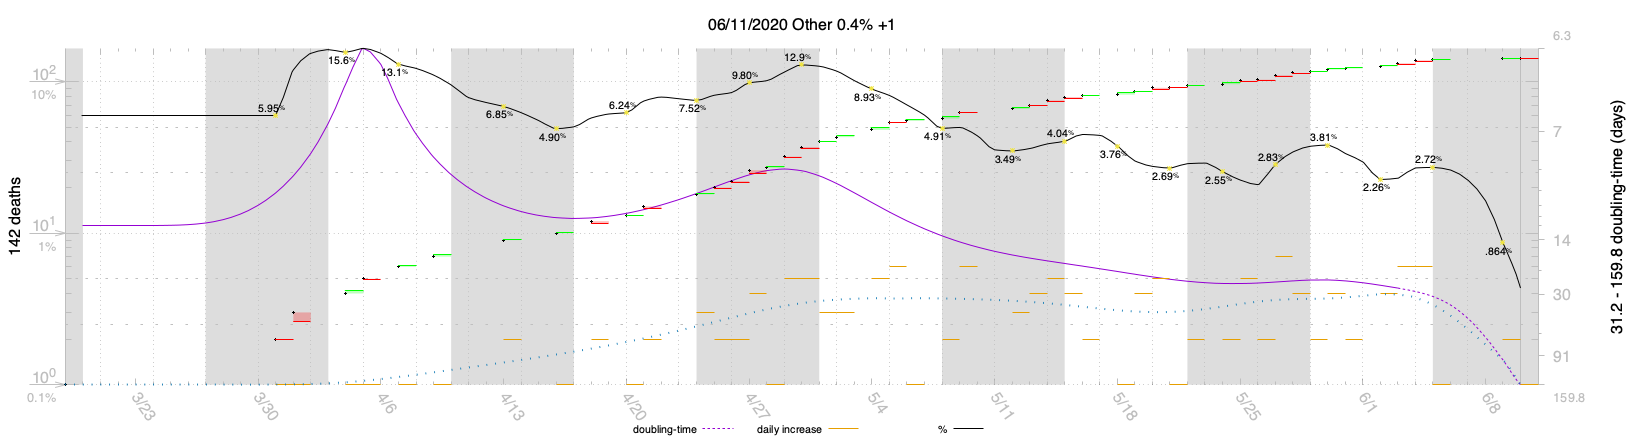 06/11/2020 Other 0.4% +1
142 deaths
10² 10% 10¹ 1% 10⁰ 0.1%
5.95% 15.6% 13.1% 6.85% 4.90% 6.24% 7.52% 9.80% 12.9% 8.93% 4.91% 3.49% 4.04% 3.76% 2.69% 2.55% 2.83% 3.81% 2.26% 2.72% .864%
6.3 7 14 30 91 159.8
31.2 - 159.8 doubling-time (days)
3/23 3/30 4/6 4/13 4/20 4/27 5/4 5/11 5/18 5/25 6/1 6/8
doubling-time daily increase %